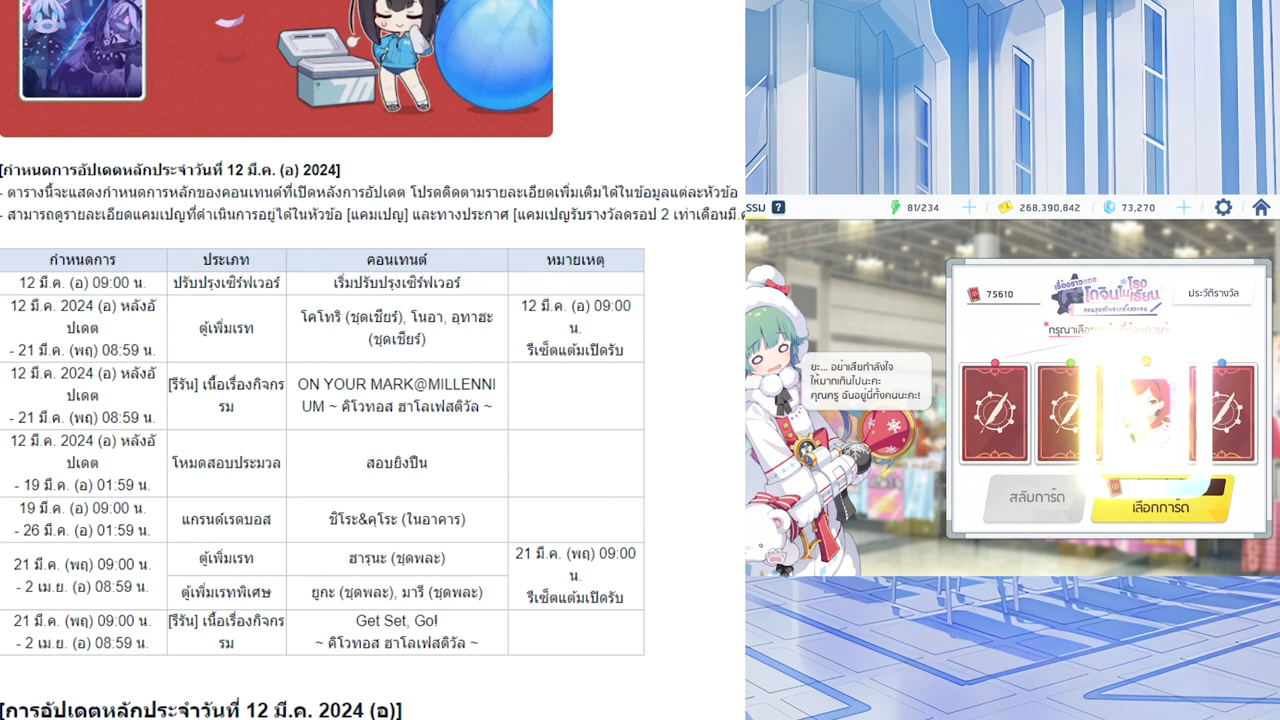 [กำหนดการอัปเดตหลักประจำวันที่ 12 มี.ค. (อ) 2024]
- ตารางนี้จะแสดงกำหนดการหลักของคอนเทนต์ที่เปิดหลังการอัปเดต โปรดติดตามรายละเอียดเพิ่มเติมได้ในข้อมูลแต่ละหัวข้อ
- สามารถดูรายละเอียดแคมเปญที่ดำเนินการอยู่ได้ในหัวข้อ [แคมเปญ] และทางประกาศ [แคมเปญรับรางวัลดรอป 2 เท่าเดือนมี.ค
กำหนดการ ประเภท คอนเทนต์ หมายเหตุ
12 มี.ค. (อ) 09:00 น. ปรับปรุงเซิร์ฟเวอร์ เริ่มปรับปรุงเซิร์ฟเวอร์
12 มี.ค. 2024 (อ) หลังอั
ปเดต
- 21 มี.ค. (พฤ) 08:59 น.
ตู้เพิ่มเรท
โคโทริ (ชุดเชียร์), โนโดกะ ฮาซึเนะ
(ชุดเชียร์)
12 มี.ค. (อ) 09:00
น.
รีเซ็ตแต้มเปิดรับ
12 มี.ค. 2024 (อ) หลังอั
ปเดต
- 21 มี.ค. (พฤ) 08:59 น.
[รีรัน] เนื้อเรื่องกิจกร
รม
ON YOUR MARK@MILLENNI
UM ~ คิโวทอส ฮาโลเฟสติวัล ~
12 มี.ค. 2024 (อ) หลังอั
ปเดต
- 19 มี.ค. (อ) 01:59 น.
โหมดสอบประมวล
สอบยิงปืน
19 มี.ค. (อ) 09:00 น.
- 26 มี.ค. (อ) 01:59 น.
แกรนด์เรดบอส
ชิโระ&คุโระ (ในอาคาร)
21 มี.ค. (พฤ) 09:00 น.
- 2 เม.ย. (อ) 08:59 น.
ตู้เพิ่มเรท
ฮารุนะ (ชุดพละ)
ตู้เพิ่มเรทพิเศษ
ยูกะ (ชุดพละ), มารี (ชุดพละ)
21 มี.ค. (พฤ) 09:00
น.
รีเซ็ตแต้มเปิดรับ
21 มี.ค. (พฤ) 09:00 น.
- 2 เม.ย. (อ) 08:59 น.
[รีรัน] เนื้อเรื่องกิจกร
รม
Get Set, Go!
~ คิโวทอส ฮาโลเฟสติวัล ~
[การอัปเดตหลักประจำวันที่ 12 มี.ค. 2024 (อ)]
SSU ? 81/234 268,390,842 73,270
75610
เรื่องราวของ
โดจินในโรงเรียน
ประวัติรางวัล
ยะ... อย่าเสียกำลังใจ
ให้มากเกินไปนะคะ
คุณครู ฉันอยู่นี่ทั้งคนนะคะ!
สลับการ์ด
เลือกการ์ด